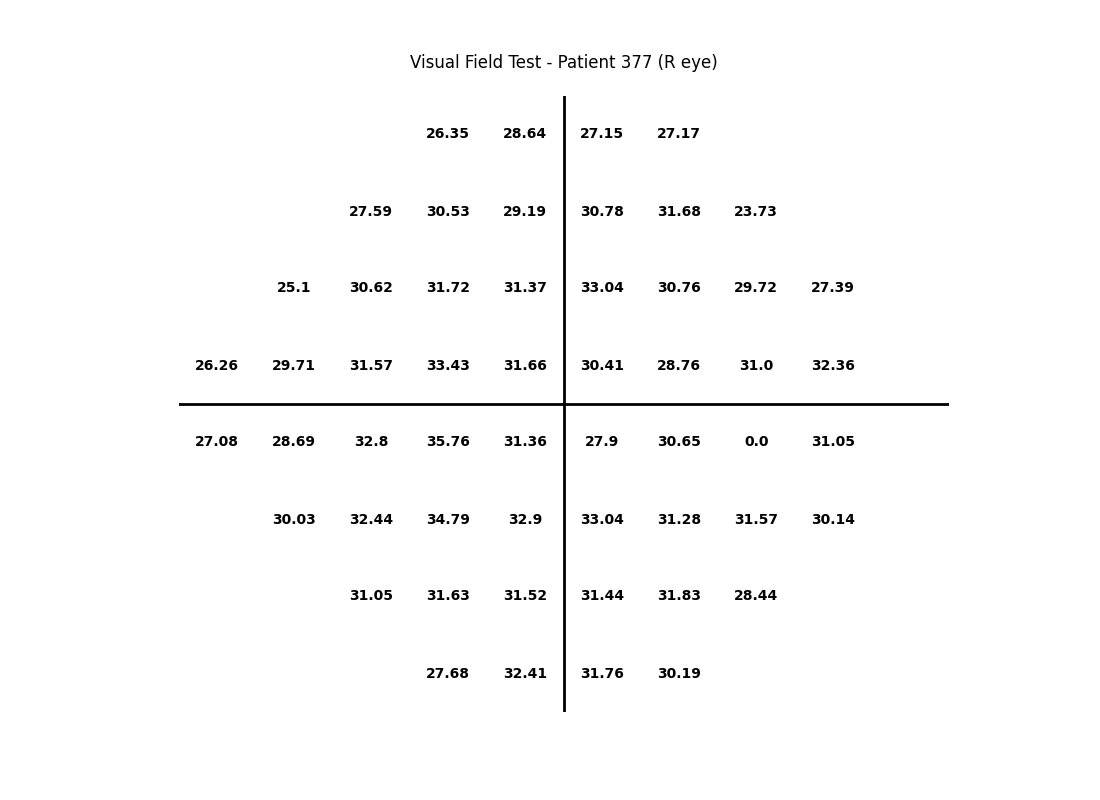 Visual Field Test - Patient 377 (R eye)
26.35 28.64 27.15 27.17
27.59 30.53 29.19 30.78 31.68 23.73
25.1 30.62 31.72 31.37 33.04 30.76 29.72 27.39
26.26 29.71 31.57 33.43 31.66 30.41 28.76 31.0 32.36
27.08 28.69 32.8 35.76 31.36 27.9 30.65 0.0 31.05
30.03 32.44 34.79 32.9 33.04 31.28 31.57 30.14
31.05 31.63 31.52 31.44 31.83 28.44
27.68 32.41 31.76 30.19